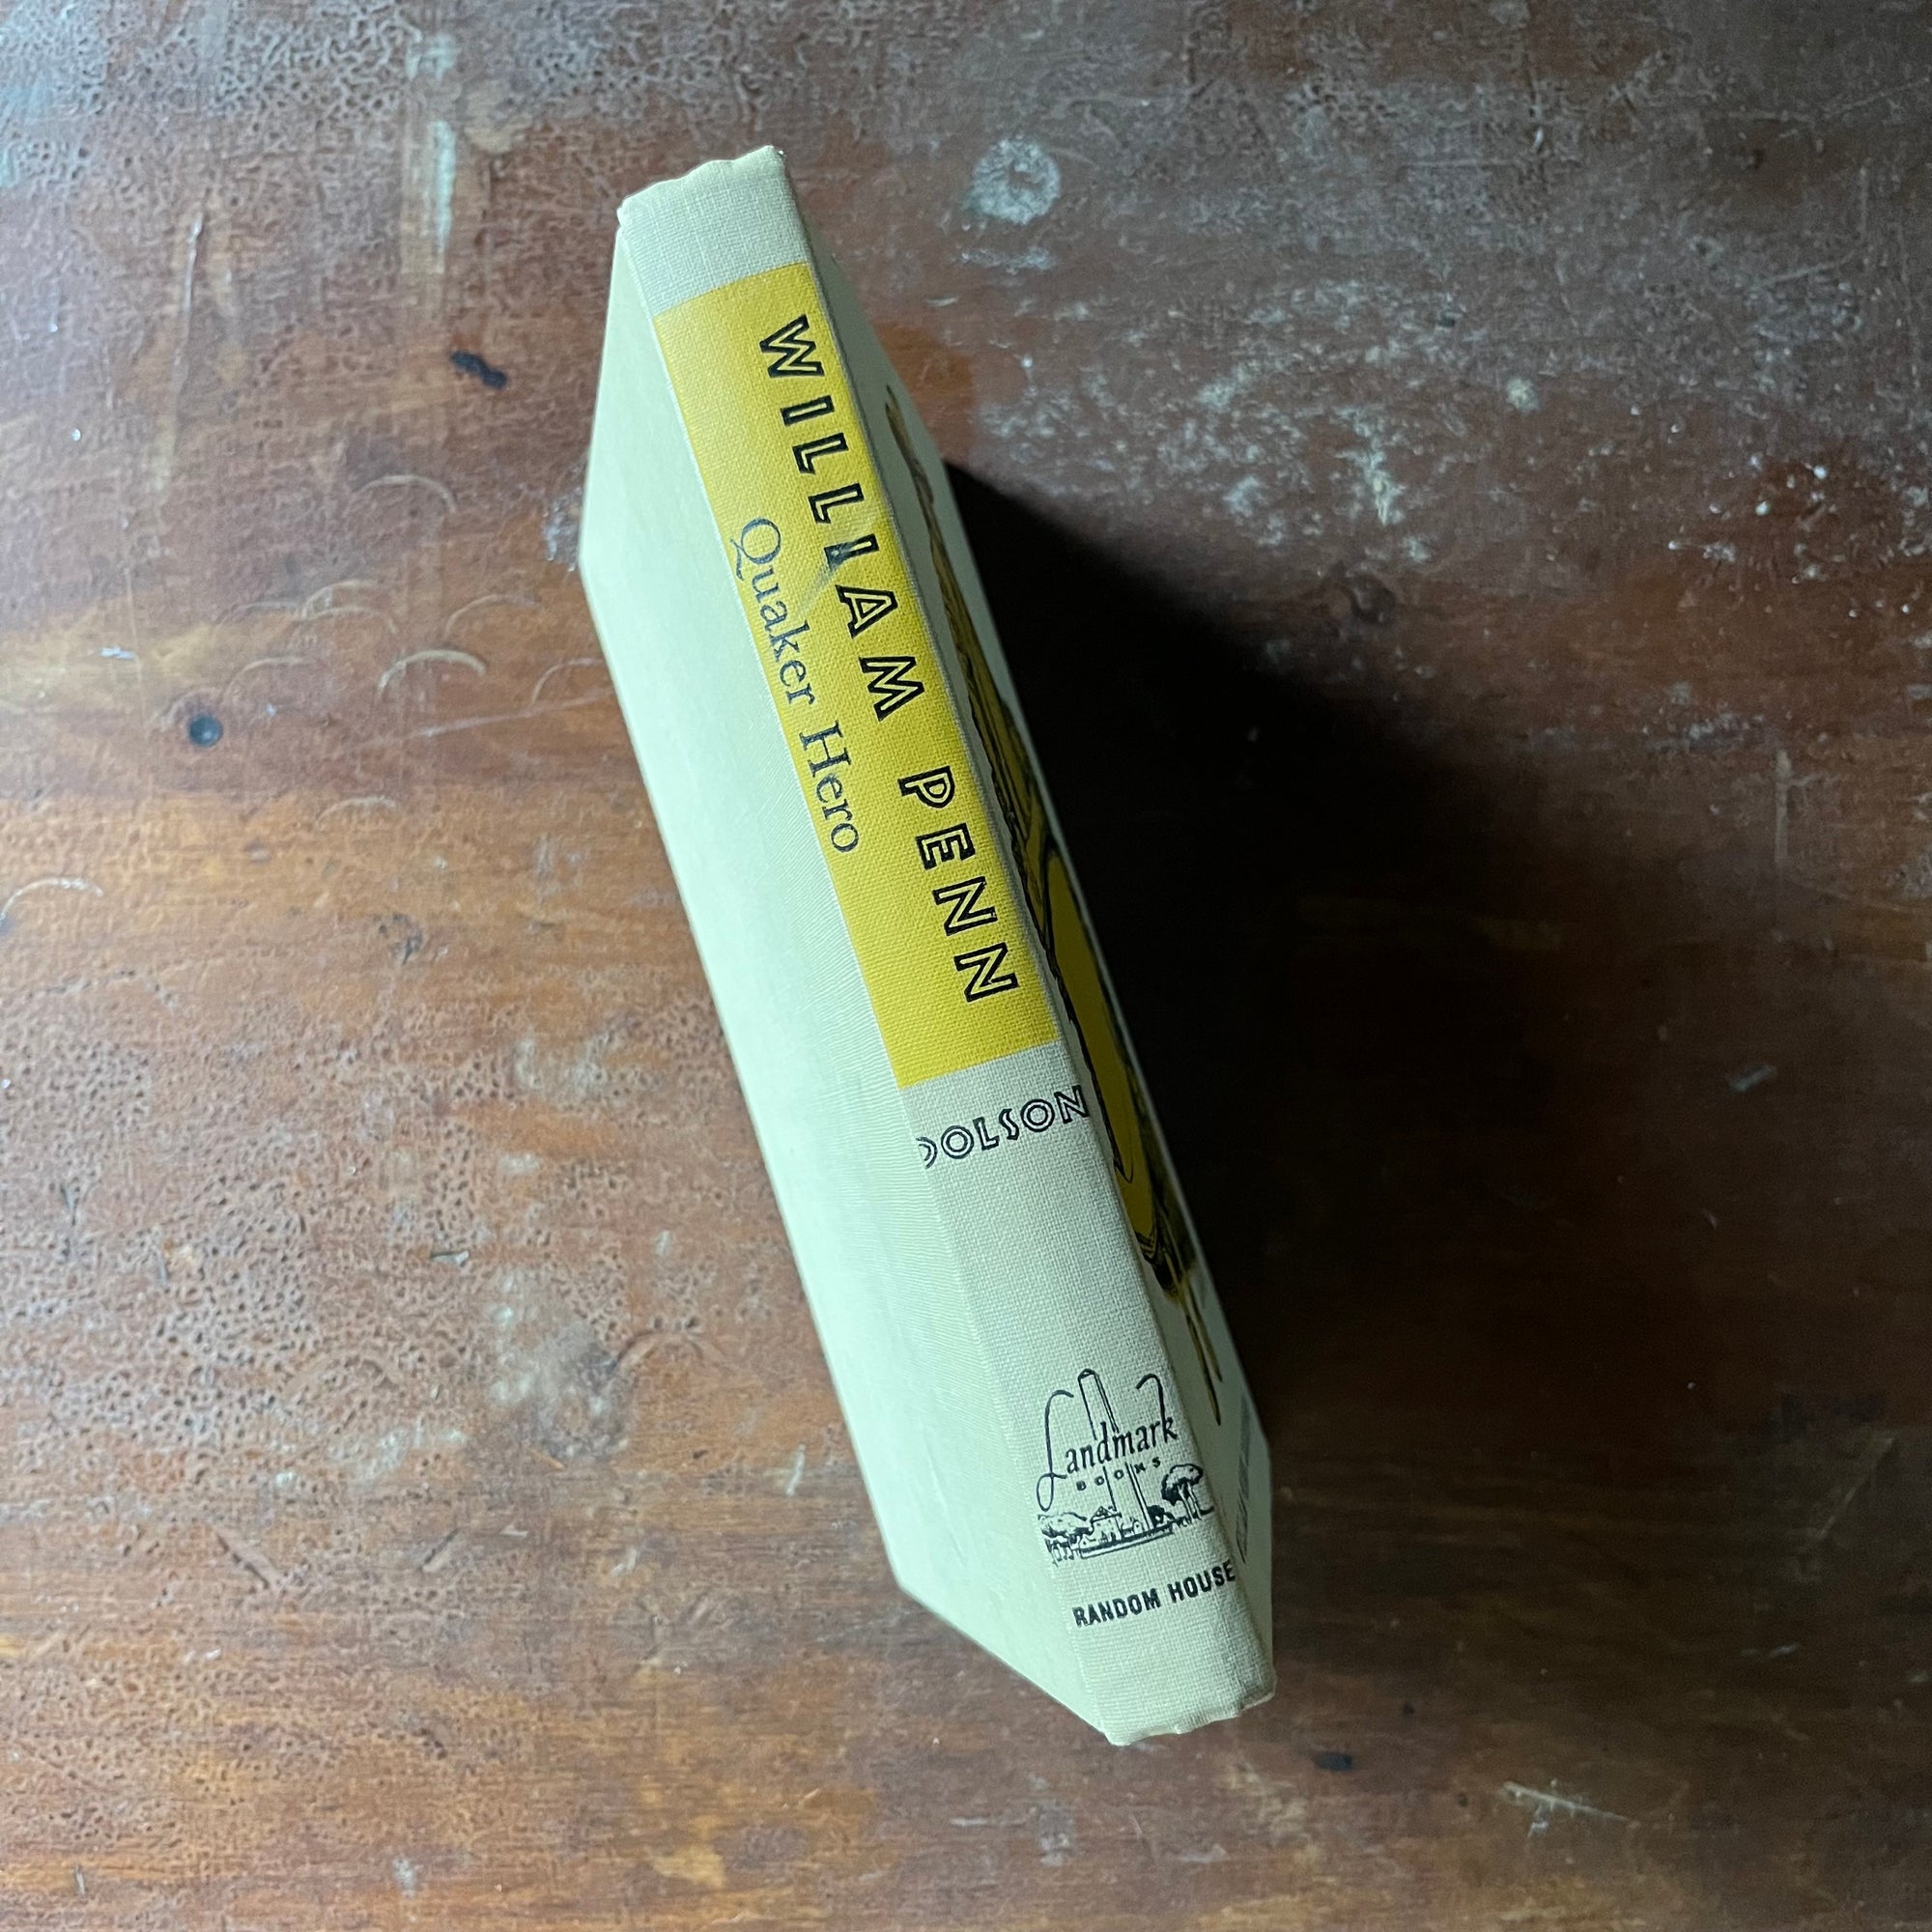 WILLIAM PENN
Quaker Hero
DOLSON
Landmark
BOOKS
RANDOM HOUSE